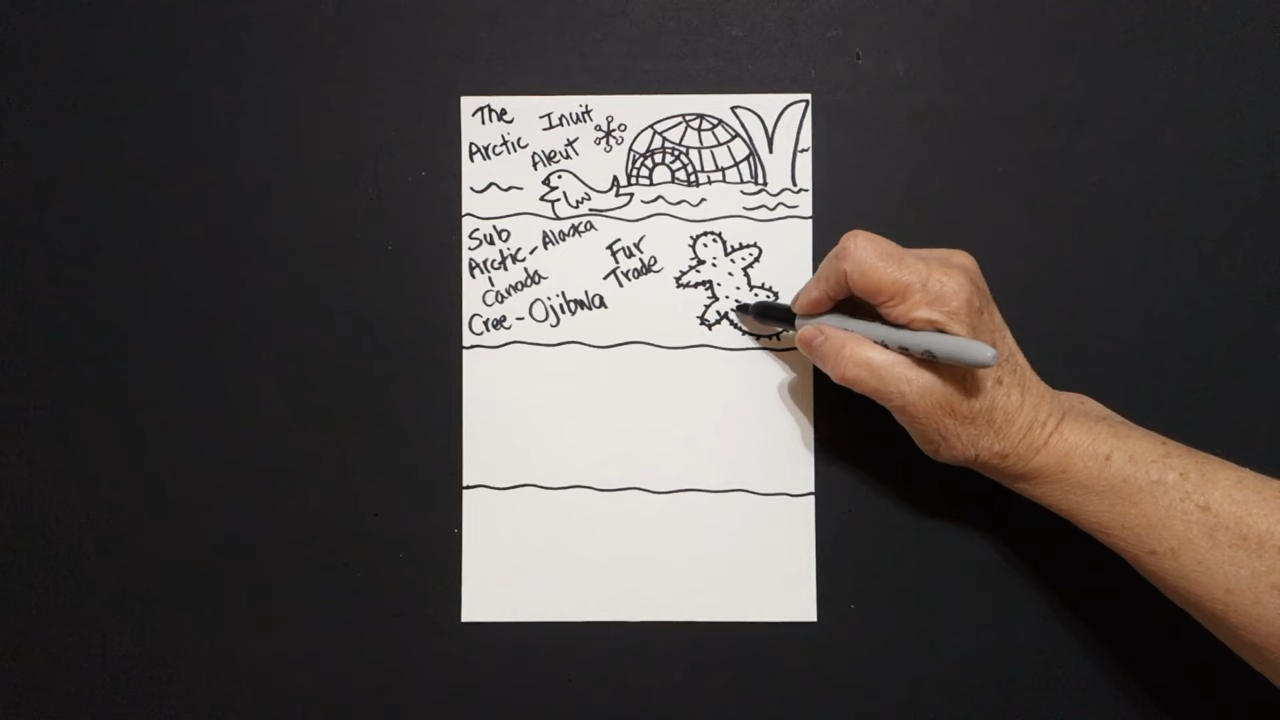 The
Arctic
Inuit
Aleut
Sub
Arctic-Alaska
Canada
Cree-Ojibwa
Fur
Trade